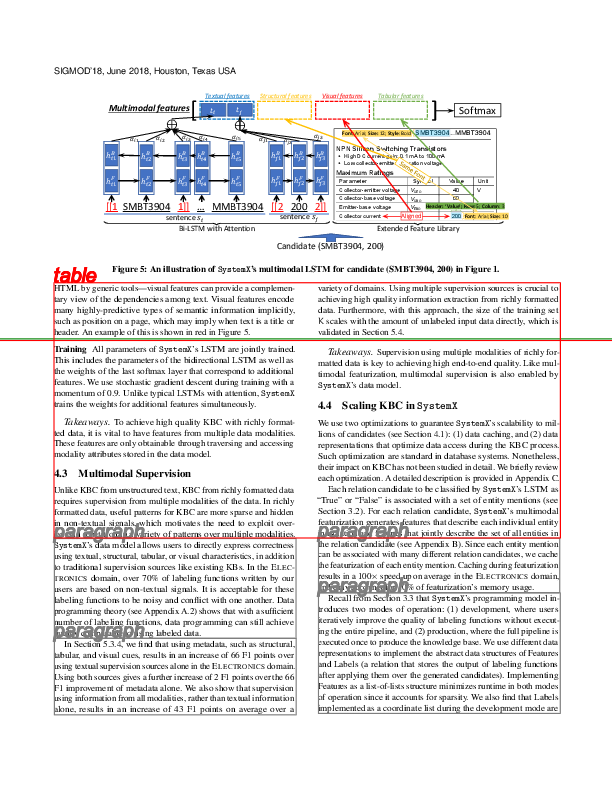 SIGMOD'18, June 2018, Houston, Texas USA
Textual features Structural features Visual features Tabular features
Multimodal features
Softmax
Font: Arial; Size: 12; Style: Bold SMBT3904...MMBT3904
NPN Silicon Switching Transistors
Maximum Ratings
Parameter Value Unit
Collector-emitter voltage 40 V
Collector-base voltage 60
Emitter-base voltage
Collector current Aligned 200 Font: Arial; Size: 10
[[1 SMBT3904 1]] ... MMBT3904 [[2 200 2]]
sentence si sentence sj
Bi-LSTM with Attention Extended Feature Library
Candidate (SMBT3904, 200)
Figure 5: An illustration of SystemX's multimodal LSTM for candidate (SMBT3904, 200) in Figure 1.
table
HTML by generic tools—visual features can provide a complemen-
tary view of the dependencies among text. Visual features encode
many highly-predictive types of semantic information implicitly,
such as position on a page, which may imply when text is a title or
header. An example of this is shown in red in Figure 5.
Training All parameters of SystemX's LSTM are jointly trained.
This includes the parameters of the bidirectional LSTM as well as
the weights of the last softmax layer that correspond to additional
features. We use stochastic gradient descent during training with a
momentum of 0.9. Unlike typical LSTMs with attention, SystemX
trains the weights for additional features simultaneously.
Takeaways. To achieve high quality KBC with richly format-
ted data, it is vital to have features from multiple data modalities.
These features are only obtainable through traversing and accessing
modality attributes stored in the data model.
4.3 Multimodal Supervision
Unlike KBC from unstructured text, KBC from richly formatted data
requires supervision from multiple modalities of the data. In richly
formatted data, useful patterns for KBC are more sparse and hidden
in non-textual signals, which motivates the need to exploit over-
paragraph
variety of patterns over multiple modalities.
SystemX's data model allows users to directly express correctness
using textual, structural, tabular, or visual characteristics, in addition
to traditional supervision sources like existing KBs. In the ELEC-
TRONICS domain, over 70% of labeling functions written by our
users are based on non-textual signals. It is acceptable for these
labeling functions to be noisy and conflict with one another. Data
programming theory (see Appendix A.2) shows that with a sufficient
number of labeling functions, data programming can still achieve
paragraph
using labeled data.
In Section 5.3.4, we find that using metadata, such as structural,
tabular, and visual cues, results in an increase of 66 F1 points over
using textual supervision sources alone in the ELECTRONICS domain.
Using both sources gives a further increase of 2 F1 points over the 66
F1 improvement of metadata alone. We also show that supervision
using information from all modalities, rather than textual information
alone, results in an increase of 43 F1 points on average over a
variety of domains. Using multiple supervision sources is crucial to
achieving high quality information extraction from richly formatted
data. Furthermore, with this approach, the size of the training set
K scales with the amount of unlabeled input data directly, which is
validated in Section 5.4.
Takeaways. Supervision using multiple modalities of richly for-
matted data is key to achieving high end-to-end quality. Like mul-
timodal featurization, multimodal supervision is also enabled by
SystemX's data model.
4.4 Scaling KBC in SystemX
We use two optimizations to guarantee SystemX's scalability to mil-
lions of candidates (see Section 4.1): (1) data caching, and (2) data
representations that optimize data access during the KBC process.
Such optimization are standard in database systems. Nonetheless,
their impact on KBC has not been studied in detail. We briefly review
each optimization. A detailed description is provided in Appendix C.
Each relation candidate to be classified by SystemX's LSTM as
"True" or "False" is associated with a set of entity mentions (see
Section 3.2). For each relation candidate, SystemX's multimodal
featurization generates features that describe each individual entity
paragraph
that jointly describe the set of all entities in
the relation candidate (see Appendix B). Since each entity mention
can be associated with many different relation candidates, we cache
the featurization of each entity mention. Caching during featurization
results in a 100× speed-up on average in the ELECTRONICS domain,
paragraph
of featurization's memory usage.
Recall from Section 3.3 that SystemX's programming model in-
troduces two modes of operation: (1) development, where users
iteratively improve the quality of labeling functions without execut-
ing the entire pipeline, and (2) production, where the full pipeline is
executed once to produce the knowledge base. We use different data
representations to implement the abstract data structures of Features
and Labels (a relation that stores the output of labeling functions
after applying them over the generated candidates). Implementing
Features as a list-of-lists structure minimizes runtime in both modes
of operation since it accounts for sparsity. We also find that Labels
implemented as a coordinate list during the development mode are